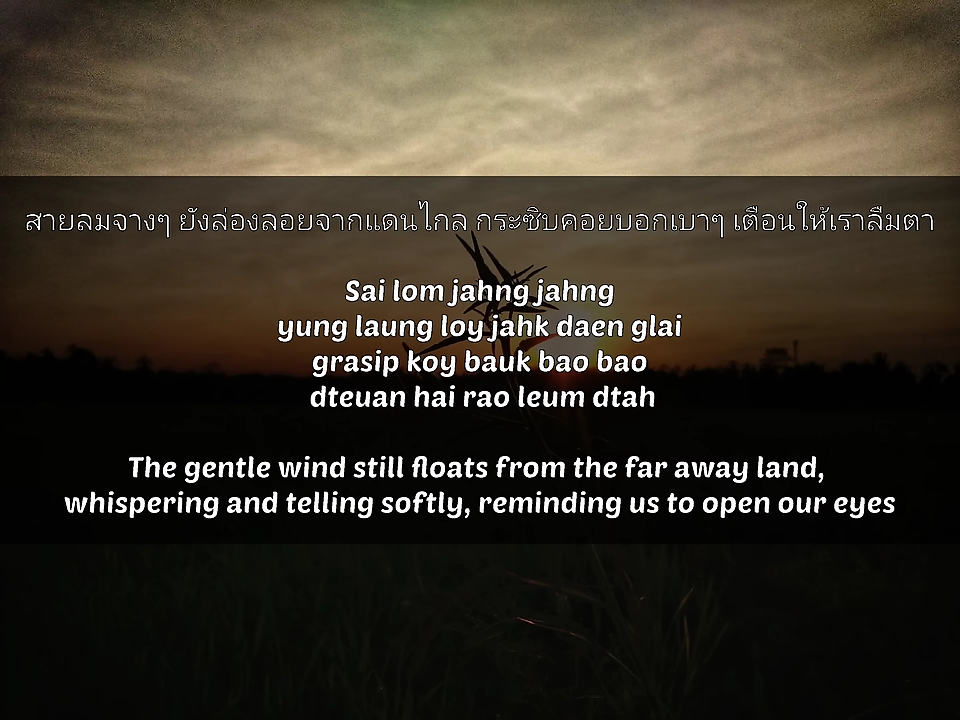 สายลมจางๆ ยังล่องลอยจากแดนไกล กระซิบคอยบอกเบาๆ เตือนให้เราลืมตา
Sai lom jahng jahng
yung laung loy jahk daen glai
grasip koy bauk bao bao
dteuan hai rao leum dtah
The gentle wind still floats from the far away land,
whispering and telling softly, reminding us to open our eyes